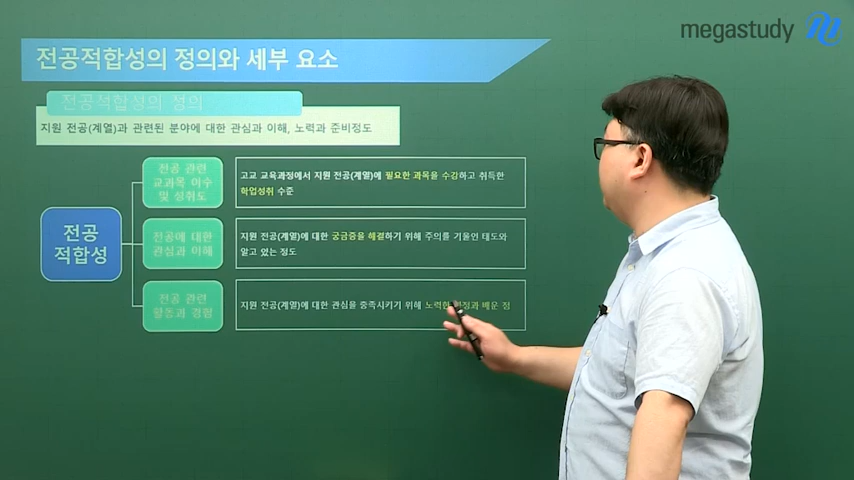 megastudy
전공적합성의 정의와 세부 요소
전공적합성의 정의
지원 전공(계열)과 관련된 분야에 대한 관심과 이해, 노력과 준비정도
전공
적합성
전공 관련
교과목 이수
및 성취도
고교 교육과정에서 지원 전공(계열)에 필요한 과목을 수강하고 취득한
학업성취 수준
전공에 대한
관심과 이해
지원 전공(계열)에 대한 궁금증을 해결하기 위해 주의를 기울인 태도와
알고 있는 정도
전공 관련
활동과 경험
지원 전공(계열)에 대한 관심을 충족시키기 위해 노력한 과정과 배운 점